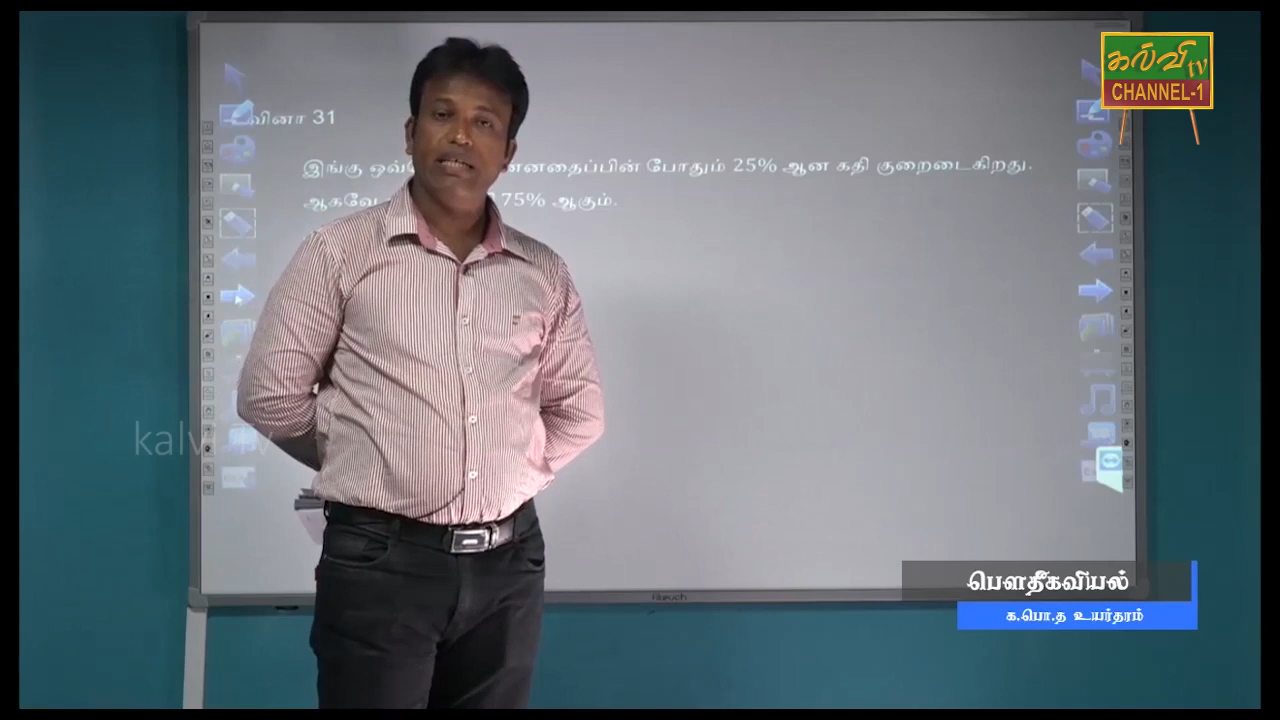 கல்வி tv
CHANNEL-1
வினா 31
இங்கு போதும் 25% ஆன கதி குறைடைகிறது.
ஆகவே 75% ஆகும்.
kalvi tv
பௌதீகவியல்
க.பொ.த உயர்தரம்